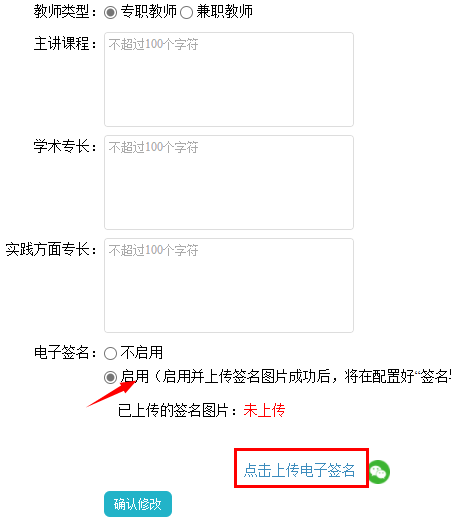 教师类型：专职教师 兼职教师
主讲课程：不超过100个字符
学术专长：不超过100个字符
实践方面专长：不超过100个字符
电子签名：不启用
启用（启用并上传签名图片成功后，将在配置好“签名
已上传的签名图片：未上传
点击上传电子签名
确认修改